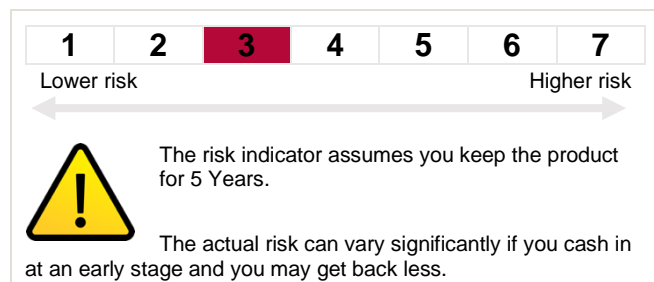 1 2 3 4 5 6 7
Lower risk Higher risk
The risk indicator assumes you keep the product
for 5 Years.
The actual risk can vary significantly if you cash in
at an early stage and you may get back less.